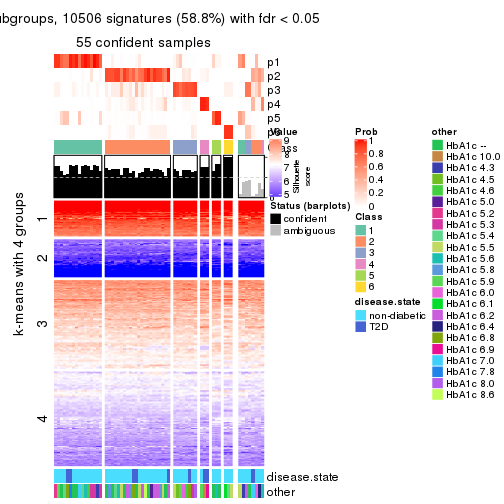 ubgroups, 10506 signatures (58.8%) with fdr < 0.05
55 confident samples
p1
p2
p3
p4
p5
Value
9
8
7
6
5
Silhouette
score
Status (barplots)
confident
ambiguous
Prob
1
0.8
0.6
0.4
0.2
0
Class
1
2
3
4
5
6
disease.state
non-diabetic
T2D
other
HbA1c --
HbA1c 10.0
HbA1c 4.3
HbA1c 4.5
HbA1c 4.6
HbA1c 5.0
HbA1c 5.2
HbA1c 5.3
HbA1c 5.4
HbA1c 5.5
HbA1c 5.6
HbA1c 5.8
HbA1c 5.9
HbA1c 6.0
HbA1c 6.1
HbA1c 6.2
HbA1c 6.4
HbA1c 6.8
HbA1c 6.9
HbA1c 7.0
HbA1c 7.8
HbA1c 8.0
HbA1c 8.6
k-means with 4 groups
1
2
3
4
disease.state
other